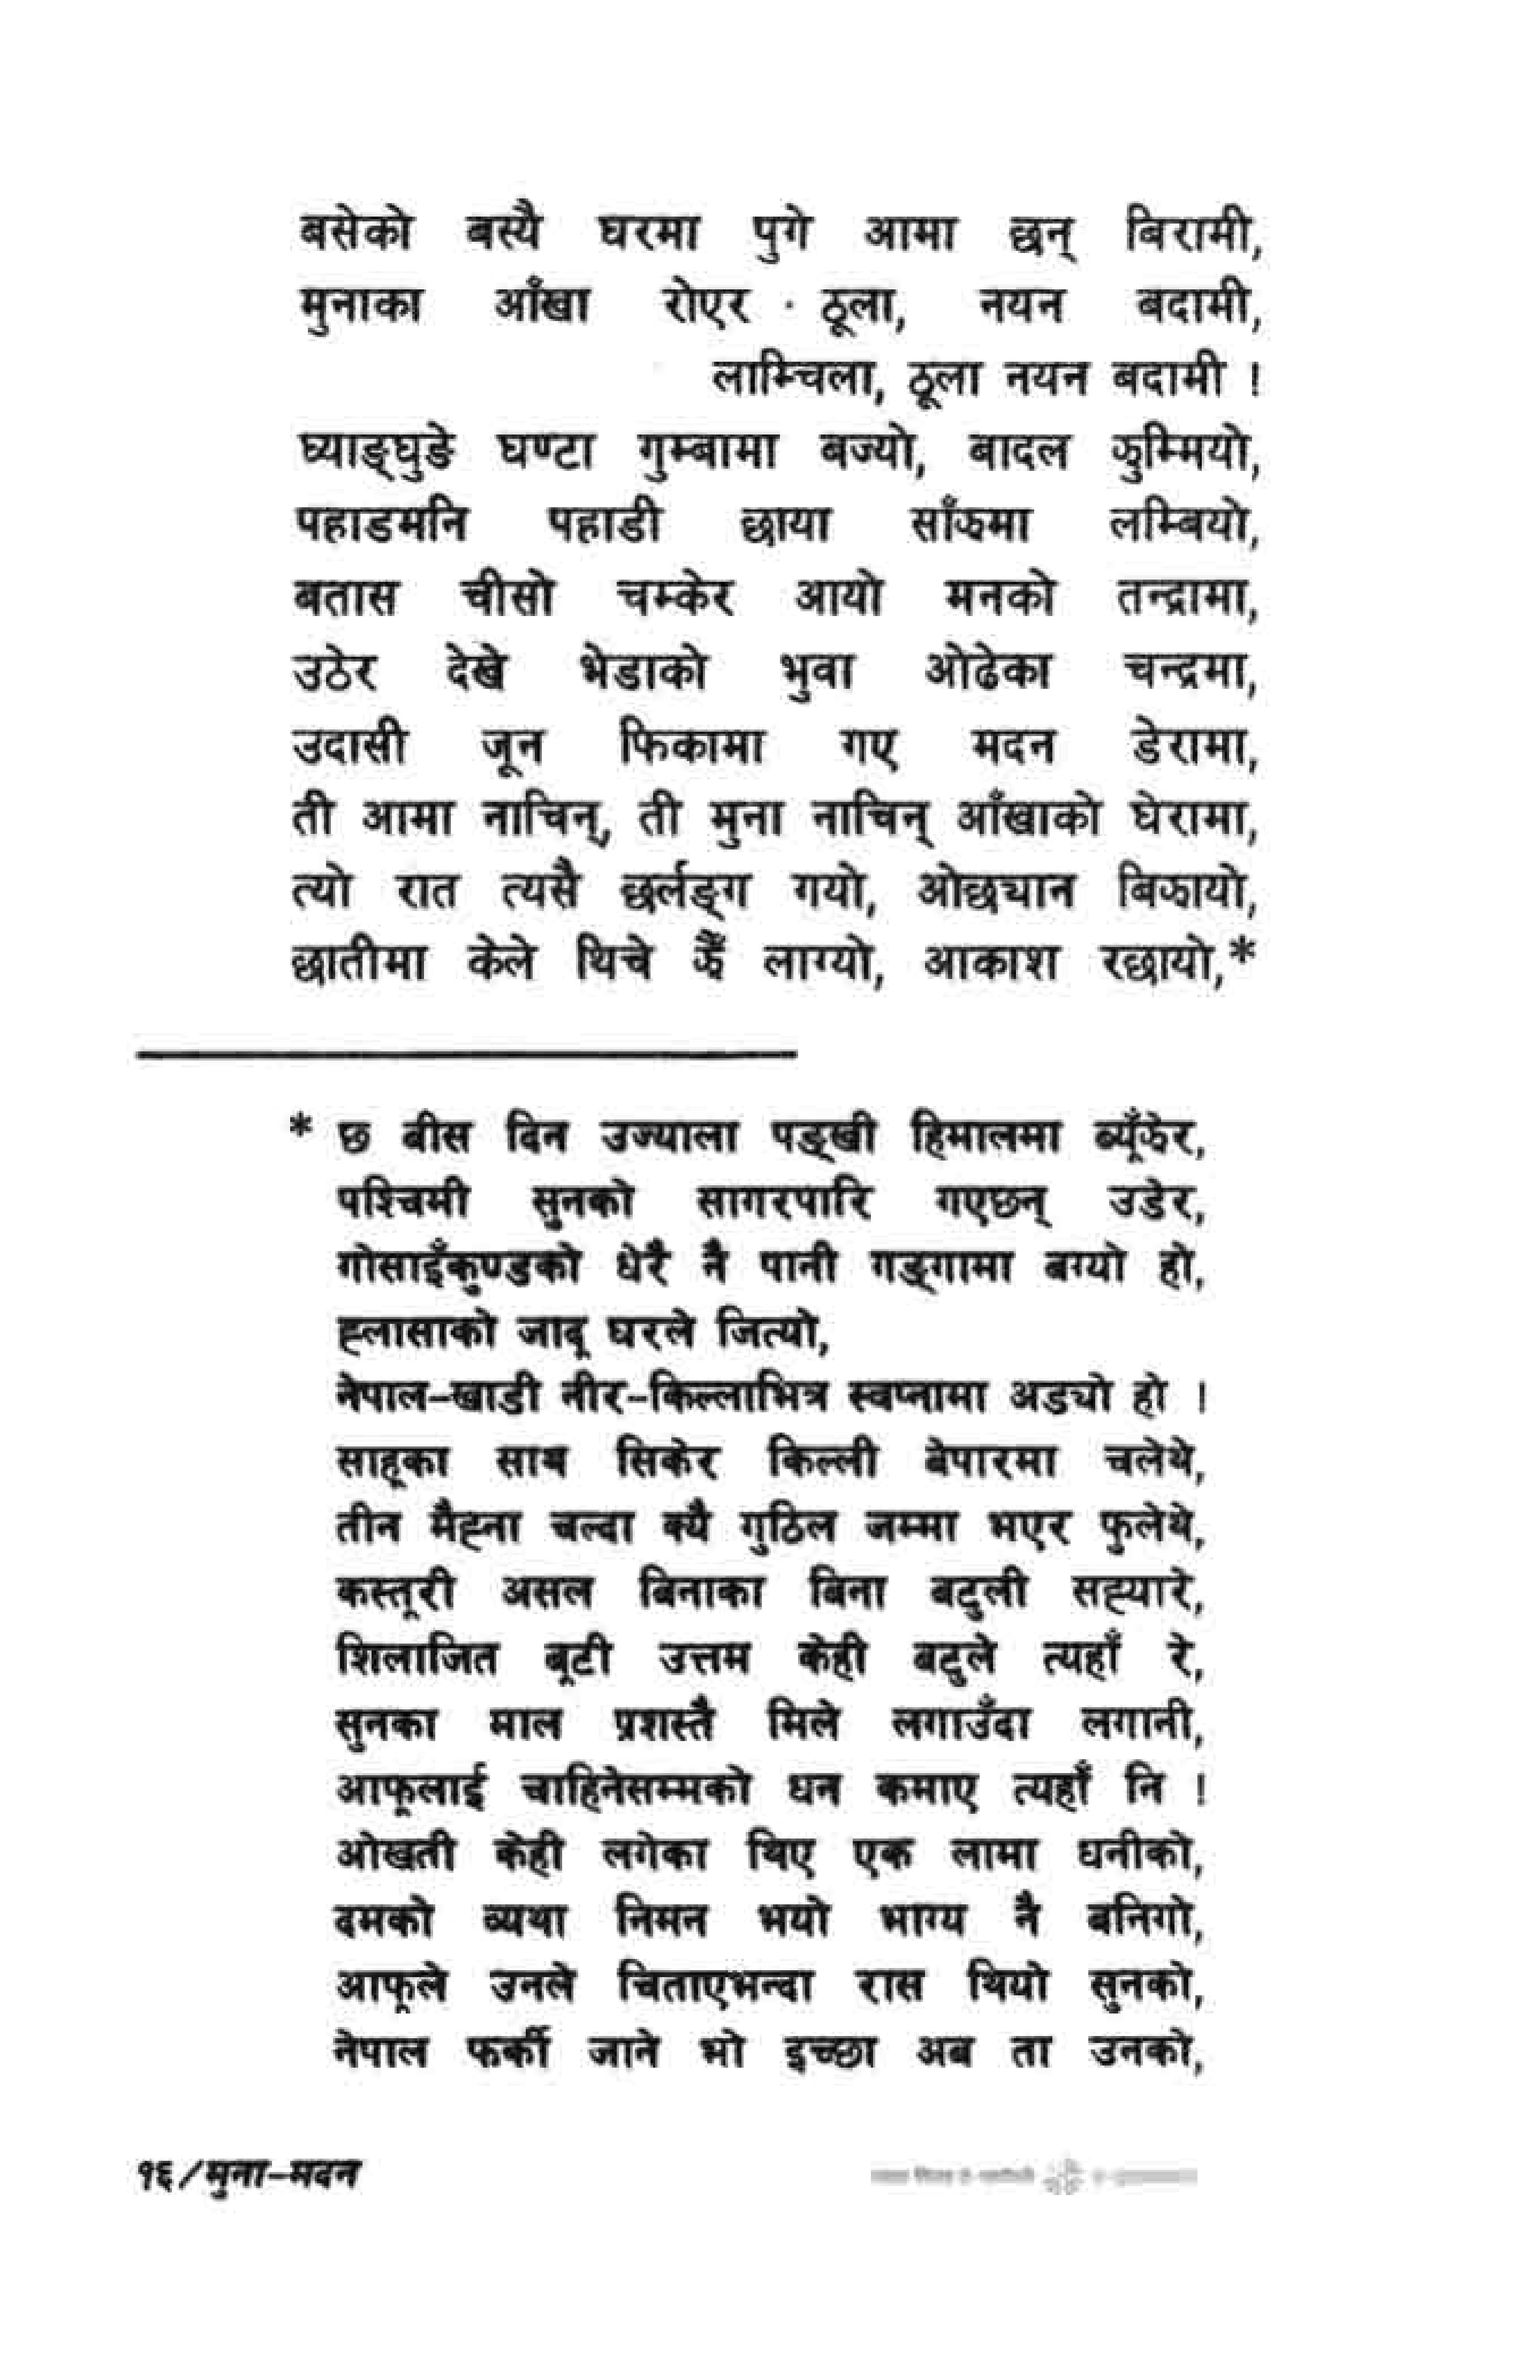 बसेको बस्यै घरमा पुगे आमा छन् बिरामी,
मुनाका आँखा रोएर ठूला, नयन बदामी,
लाम्चिला, ठूला नयन बदामी !
घ्याङ्घुङे घण्टा गुम्बामा बज्यो, बादल झुम्मियो,
पहाडमनि पहाडी छाया साँझमा लम्बियो,
बतास चीसो चम्केर आयो मनको तन्द्रामा,
उठेर देखे भेडाको भुवा ओढेका चन्द्रमा,
उदासी जून फिकामा गए मदन डेरामा,
ती आमा नाचिन्, ती मुना नाचिन् आँखाको घेरामा,
त्यो रात त्यसै छर्लङ्ग गयो, ओछ्यान बिझायो,
छातीमा केले थिचे झैँ लाग्यो, आकाश रछायो,*
* छ बीस दिन उज्याला पङ्खी हिमालमा ब्यूँझेर,
पश्चिमी सुनको सागरपारि गएछन् उडेर,
गोसाइँकुण्डको धेरै नै पानी गङ्गामा बग्यो हो,
ह्लासाको जादू घरले जित्यो,
नेपाल-खाडी नीर-किल्लाभित्र स्वप्नामा अड्यो हो !
साहूका साथ सिकेर किल्ली बेपारमा चलेथे,
तीन मैह्ना चल्दा क्यै गुठिल जम्मा भएर फुलेथे,
कस्तूरी असल बिनाका बिना बटुली सह्यारे,
शिलाजित बूटी उत्तम केही बटुले त्यहाँ रे,
सुनका माल प्रशस्तै मिले लगाउँदा लगानी,
आफूलाई चाहिनेसम्मको धन कमाए त्यहाँ नि !
ओखती केही लगेका थिए एक लामा धनीको,
दमको व्यथा निमन भयो भाग्य नै बनिगो,
आफूले उनले चिताएभन्दा रास थियो सुनको,
नेपाल फर्की जाने भो इच्छा अब ता उनको,
१६/मुना-मदन